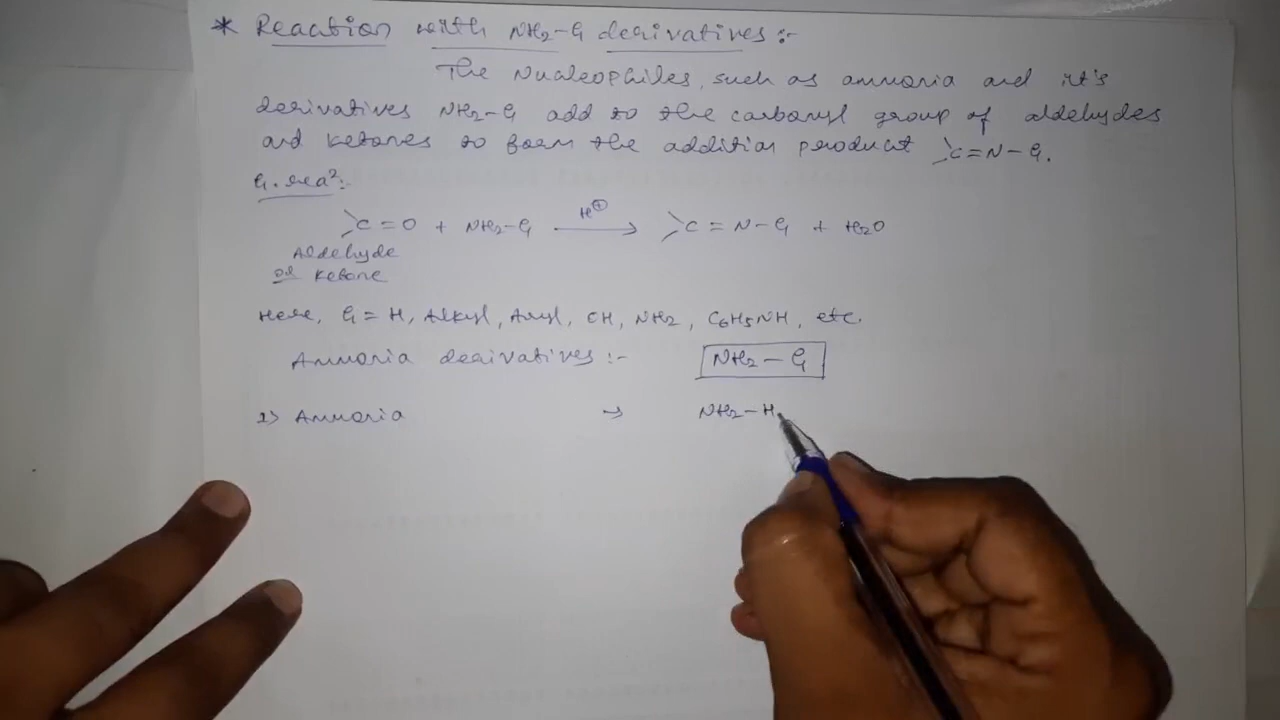 * Reaction with NH2-G derivatives :-
The Nucleophiles, such as ammonia and it's
derivatives NH2-G add to the carbonyl group of aldehydes
and ketones to form the addition product >C=N-G.
G. rea²:-
>C=O + NH2-G —H⊕→ >C=N-G + H2O
Aldehyde
or Ketone
Here, G = H, Alkyl, Aryl, OH, NH2, C6H5NH, etc.
Ammonia derivatives :- NH2-G
1) Ammonia → NH2-H